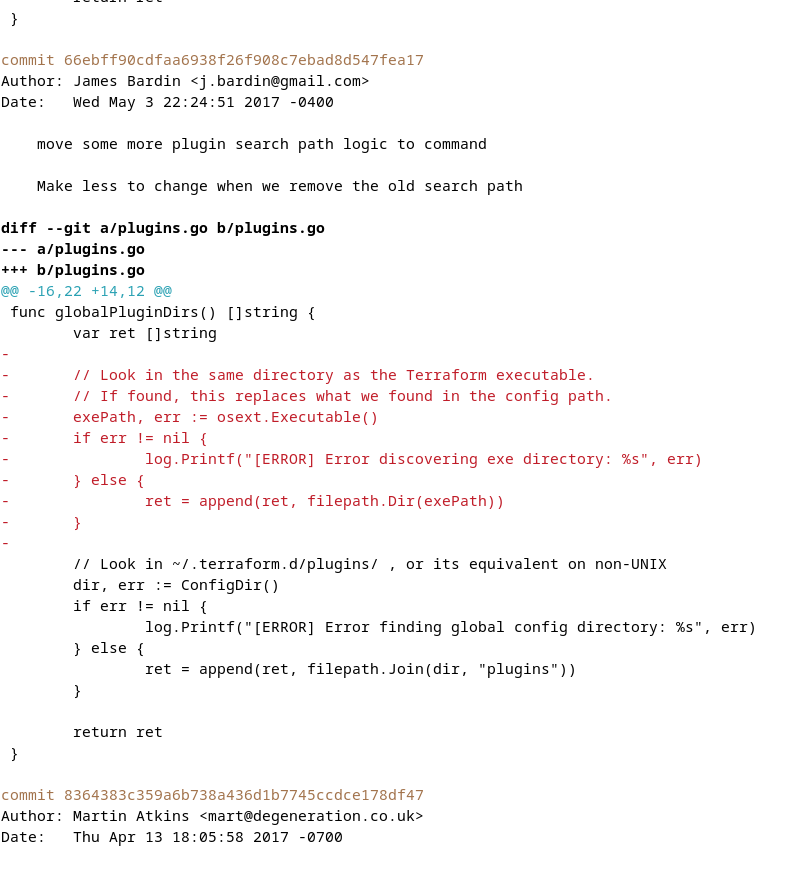 return ret
 }

commit 66ebff90cdfaa6938f26f908c7ebad8d547fea17
Author: James Bardin <j.bardin@gmail.com>
Date:   Wed May 3 22:24:51 2017 -0400

    move some more plugin search path logic to command

    Make less to change when we remove the old search path

diff --git a/plugins.go b/plugins.go
--- a/plugins.go
+++ b/plugins.go
@@ -16,22 +14,12 @@
 func globalPluginDirs() []string {
        var ret []string
-
-       // Look in the same directory as the Terraform executable.
-       // If found, this replaces what we found in the config path.
-       exePath, err := osext.Executable()
-       if err != nil {
-               log.Printf("[ERROR] Error discovering exe directory: %s", err)
-       } else {
-               ret = append(ret, filepath.Dir(exePath))
-       }
-
        // Look in ~/.terraform.d/plugins/ , or its equivalent on non-UNIX
        dir, err := ConfigDir()
        if err != nil {
                log.Printf("[ERROR] Error finding global config directory: %s", err)
        } else {
                ret = append(ret, filepath.Join(dir, "plugins"))
        }

        return ret
 }

commit 8364383c359a6b738a436d1b7745ccdce178df47
Author: Martin Atkins <mart@degeneration.co.uk>
Date:   Thu Apr 13 18:05:58 2017 -0700